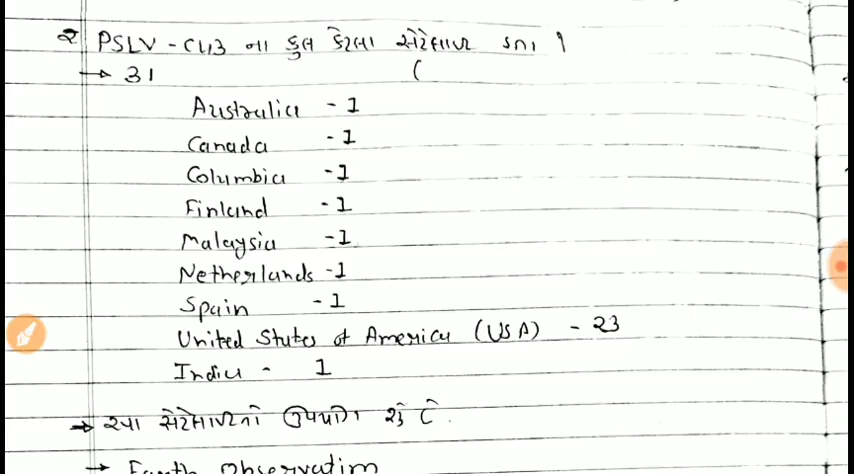 ૨ PSLV - C43 ના કુલ કેટલા સેટેલાઈટ હતા ?
→ 31
Australia - 1
Canada - 1
Columbia - 1
Finland - 1
Malaysia - 1
Netherlands - 1
Spain - 1
United States of America (USA) - 23
India - 1
→ આ સેટેલાઈટનો ઉપયોગ શું છે.
→ Earth Observation